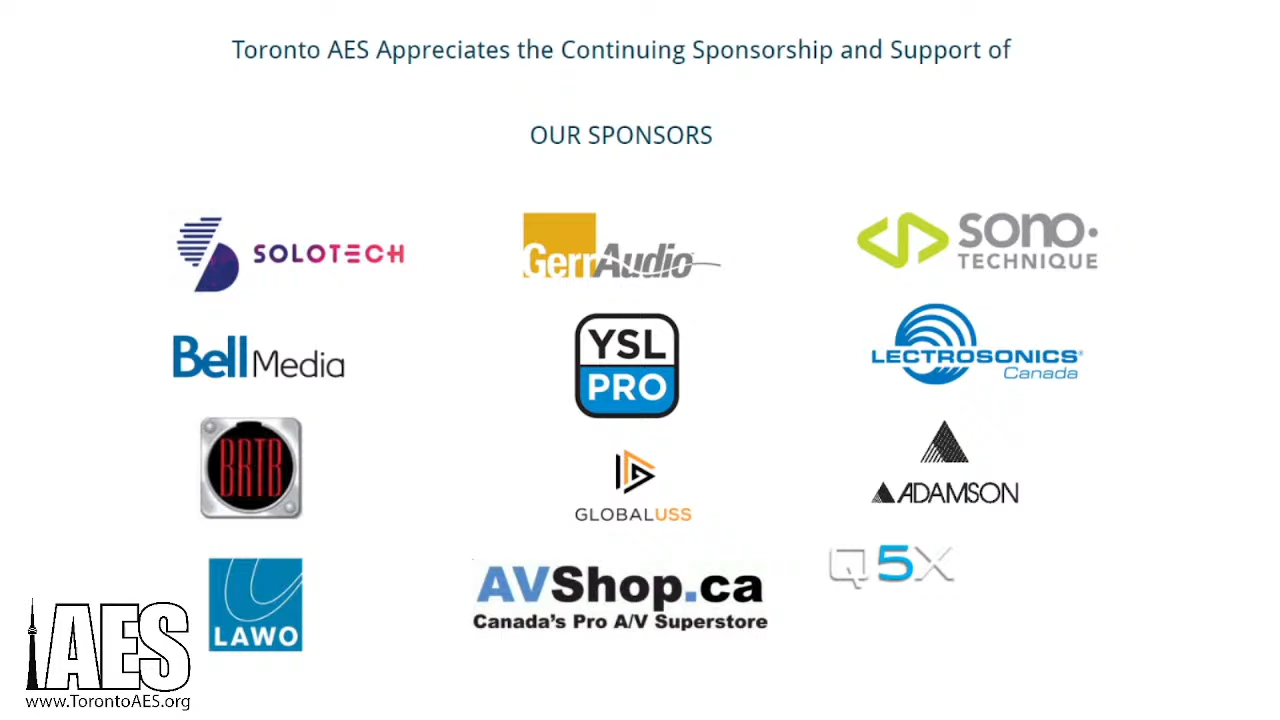 Toronto AES Appreciates the Continuing Sponsorship and Support of
OUR SPONSORS
SOLOTECH
GerrAudio
sono
TECHNIQUE
Bell Media
YSL
PRO
LECTROSONICS®
Canada
BRTB
GLOBALUSS
ADAMSON
LAWO
AVShop.ca
Canada's Pro A/V Superstore
Q5X
AES
www.TorontoAES.org